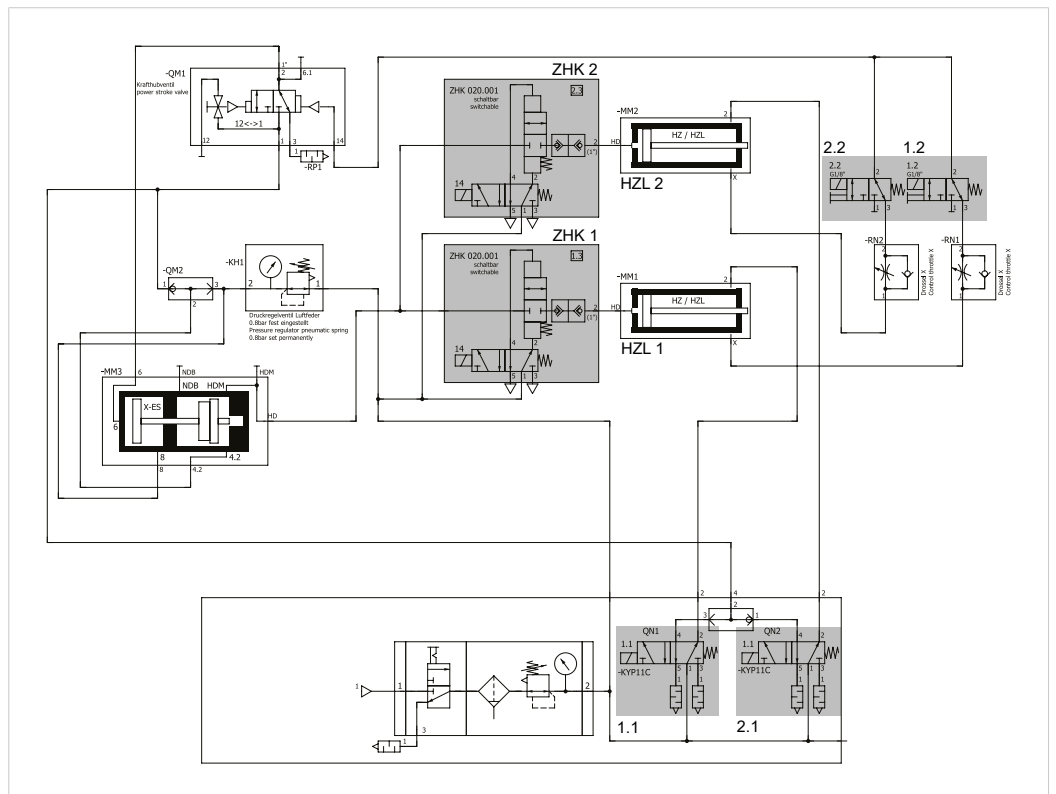 -QM1
Krafthubventil
power stroke valve
1"
2
6.1
12<->1
12
1
3
14
1
-RP1
ZHK 2
ZHK 020.001
schaltbar
switchable
2.3
2
(1")
HD
14
4
2
5
1
3
-MM2
2
HZ / HZL
X
HZL 2
2.2
1.2
2.2
G1/8"
1.2
G1/8"
2
1
3
2
1
3
-RN2
2
1
Drossel X
Control throttle X
-RN1
2
1
Drossel X
Control throttle X
-QM2
1
3
2
-KH1
2
1
Druckregelventil Luftfeder
0.8bar fest eingestellt
Pressure regulator pneumatic spring
0.8bar set permanently
ZHK 1
ZHK 020.001
schaltbar
switchable
1.3
2
(1")
HD
14
4
2
5
1
3
-MM1
2
HZ / HZL
X
HZL 1
-MM3
6
NDB
HDM
NDB
HDM
X-ES
6
HD
8
4.2
8
4.2
2
4
2
2
3
1
QN1
4
2
1.1
-KYP11C
5
1
3
1
1
1.1
QN2
4
2
1.1
-KYP11C
5
1
3
1
1
2.1
1
1
2
3
1